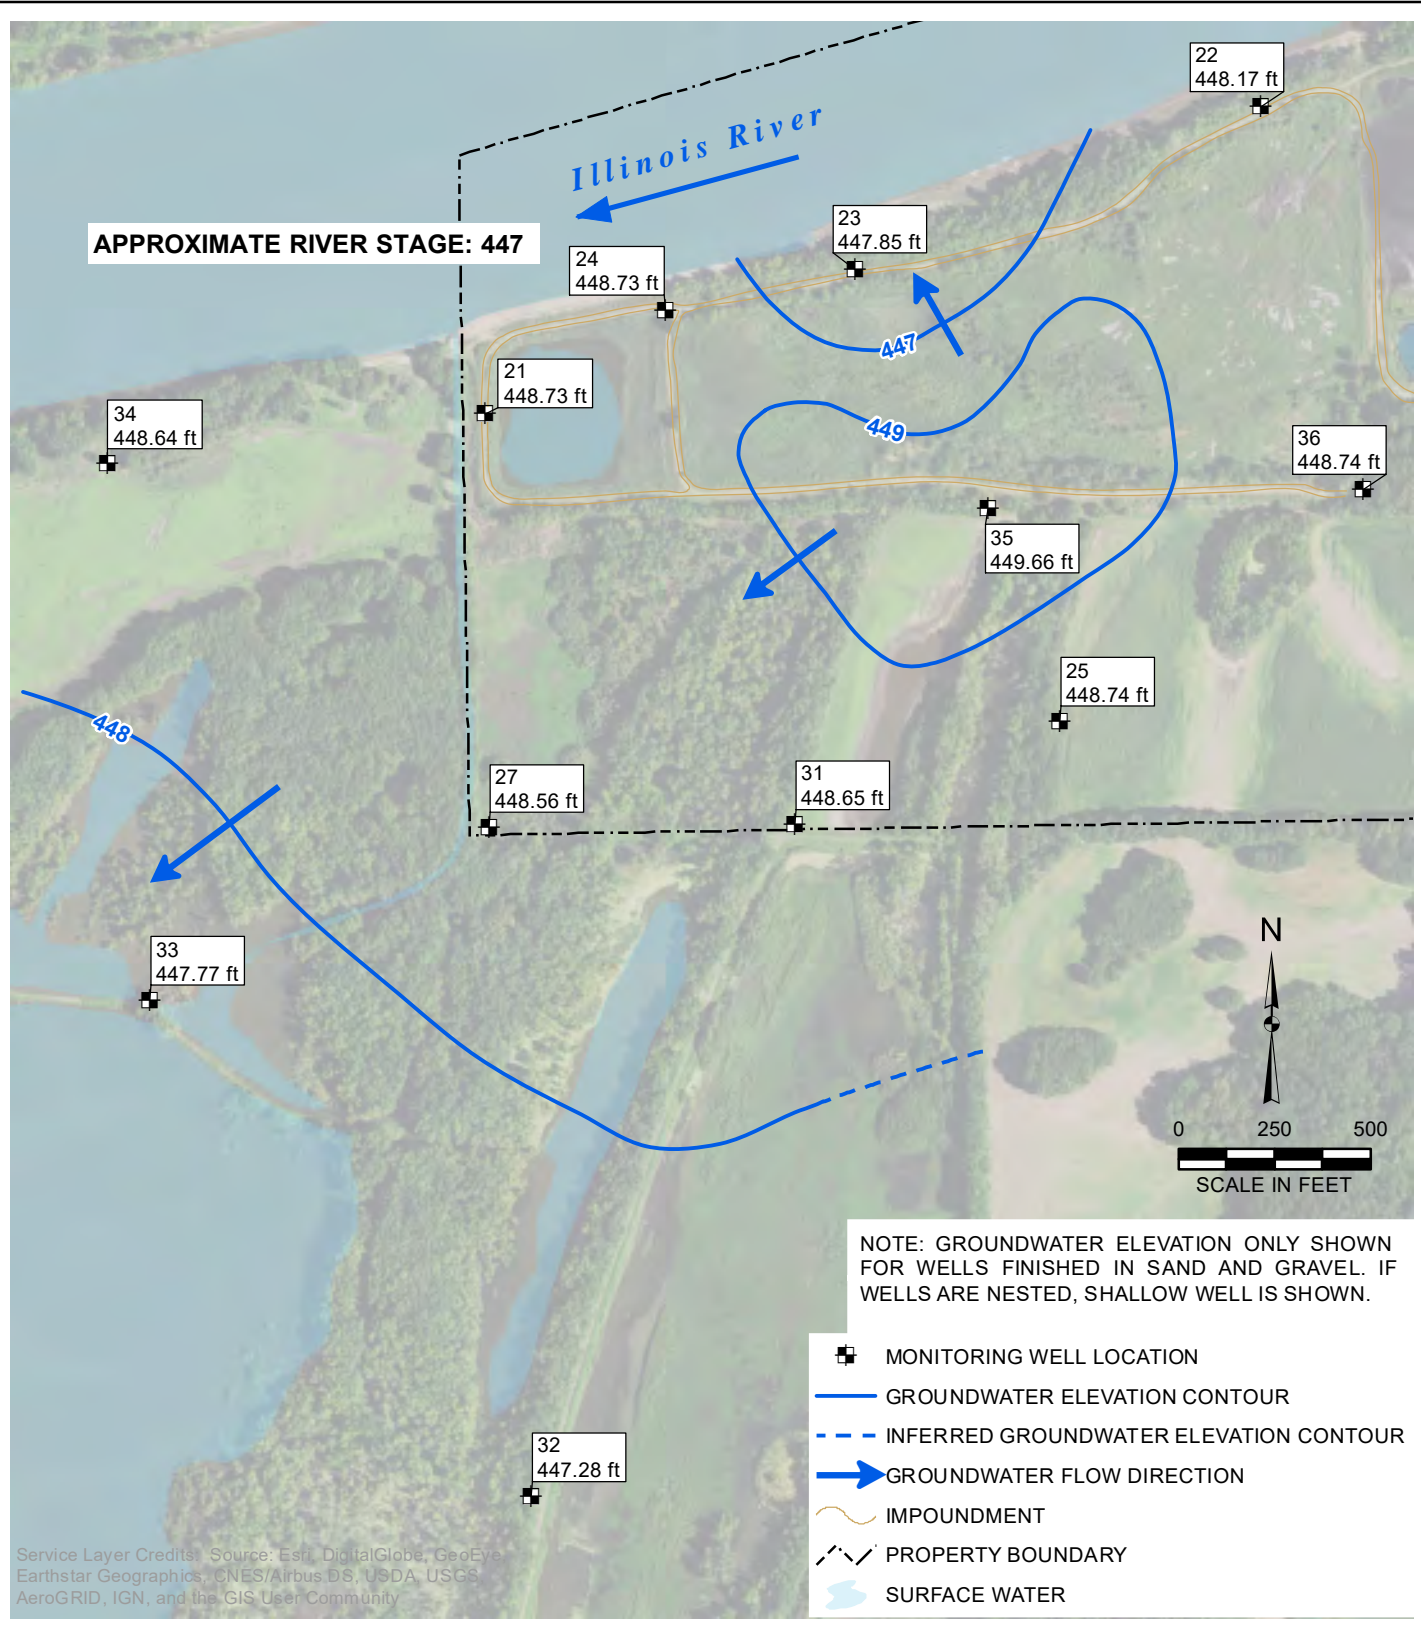 22
448.17 ft
Illinois River
23
447.85 ft
APPROXIMATE RIVER STAGE: 447
24
448.73 ft
447
21
448.73 ft
34
448.64 ft
449
36
448.74 ft
35
449.66 ft
25
448.74 ft
448
27
448.56 ft
31
448.65 ft
33
447.77 ft
N
0 250 500
SCALE IN FEET
NOTE: GROUNDWATER ELEVATION ONLY SHOWN
FOR WELLS FINISHED IN SAND AND GRAVEL. IF
WELLS ARE NESTED, SHALLOW WELL IS SHOWN.
MONITORING WELL LOCATION
GROUNDWATER ELEVATION CONTOUR
INFERRED GROUNDWATER ELEVATION CONTOUR
GROUNDWATER FLOW DIRECTION
IMPOUNDMENT
PROPERTY BOUNDARY
SURFACE WATER
32
447.28 ft
Service Layer Credits: Source: Esri, DigitalGlobe, GeoEye,
Earthstar Geographics, CNES/Airbus DS, USDA, USGS,
AeroGRID, IGN, and the GIS User Community